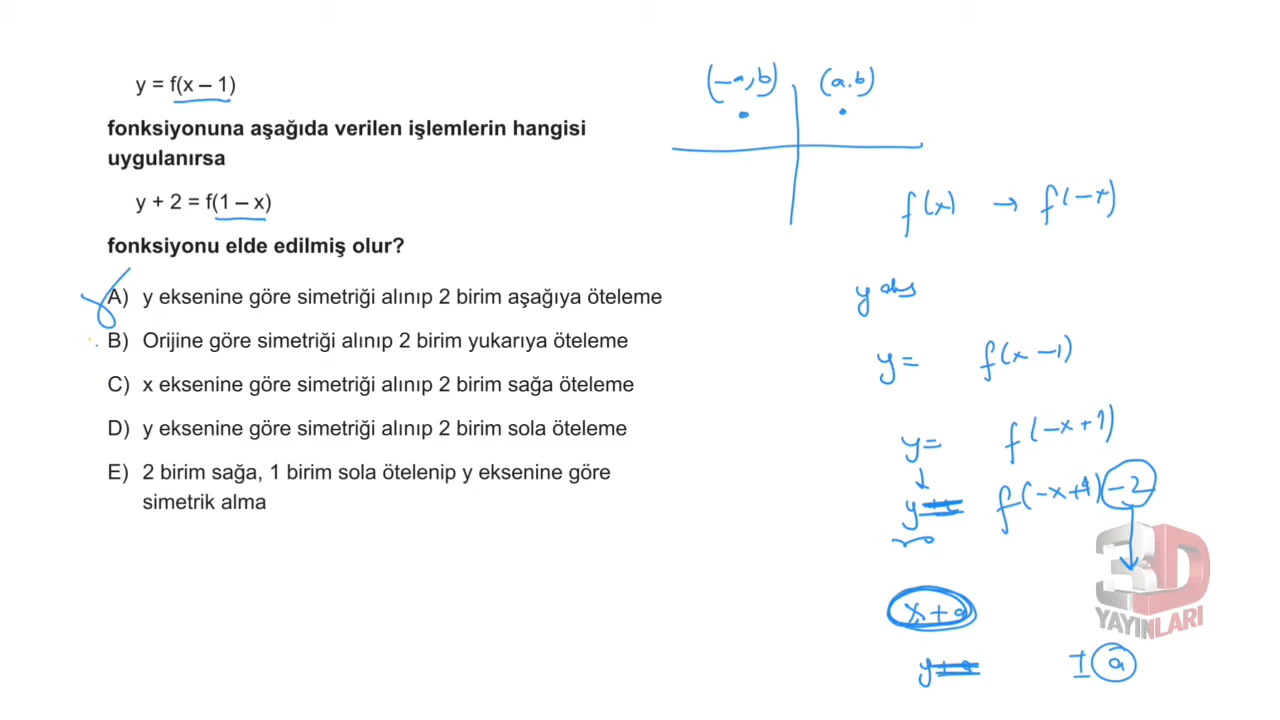 y = f(x – 1)
fonksiyonuna aşağıda verilen işlemlerin hangisi
uygulanırsa
y + 2 = f(1 – x)
fonksiyonu elde edilmiş olur?
A) y eksenine göre simetriği alınıp 2 birim aşağıya öteleme
B) Orijine göre simetriği alınıp 2 birim yukarıya öteleme
C) x eksenine göre simetriği alınıp 2 birim sağa öteleme
D) y eksenine göre simetriği alınıp 2 birim sola öteleme
E) 2 birim sağa, 1 birim sola ötelenip y eksenine göre
simetrik alma
(-a,b) (a.b)
f(x) → f(-x)
y
y= f(x-1)
y= f(-x+1)
y f(-x+1) -2
x+a
y ± a
3D
YAYINLARI